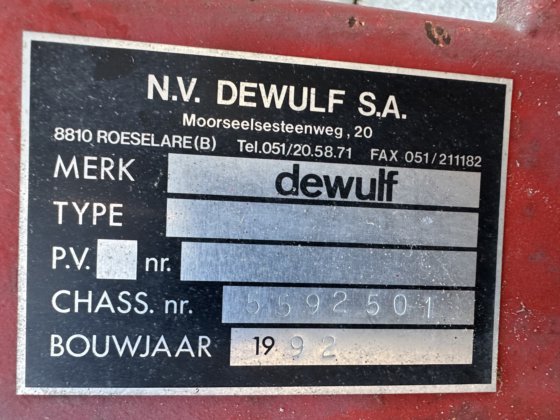 N.V. DEWULF S.A.
Moorseelsesteenweg, 20
8810 ROESELARE(B) Tel.051/20.58.71 FAX 051/211182
MERK dewulf
TYPE
P.V. nr.
CHASS. nr. 5592501
BOUWJAAR 1992